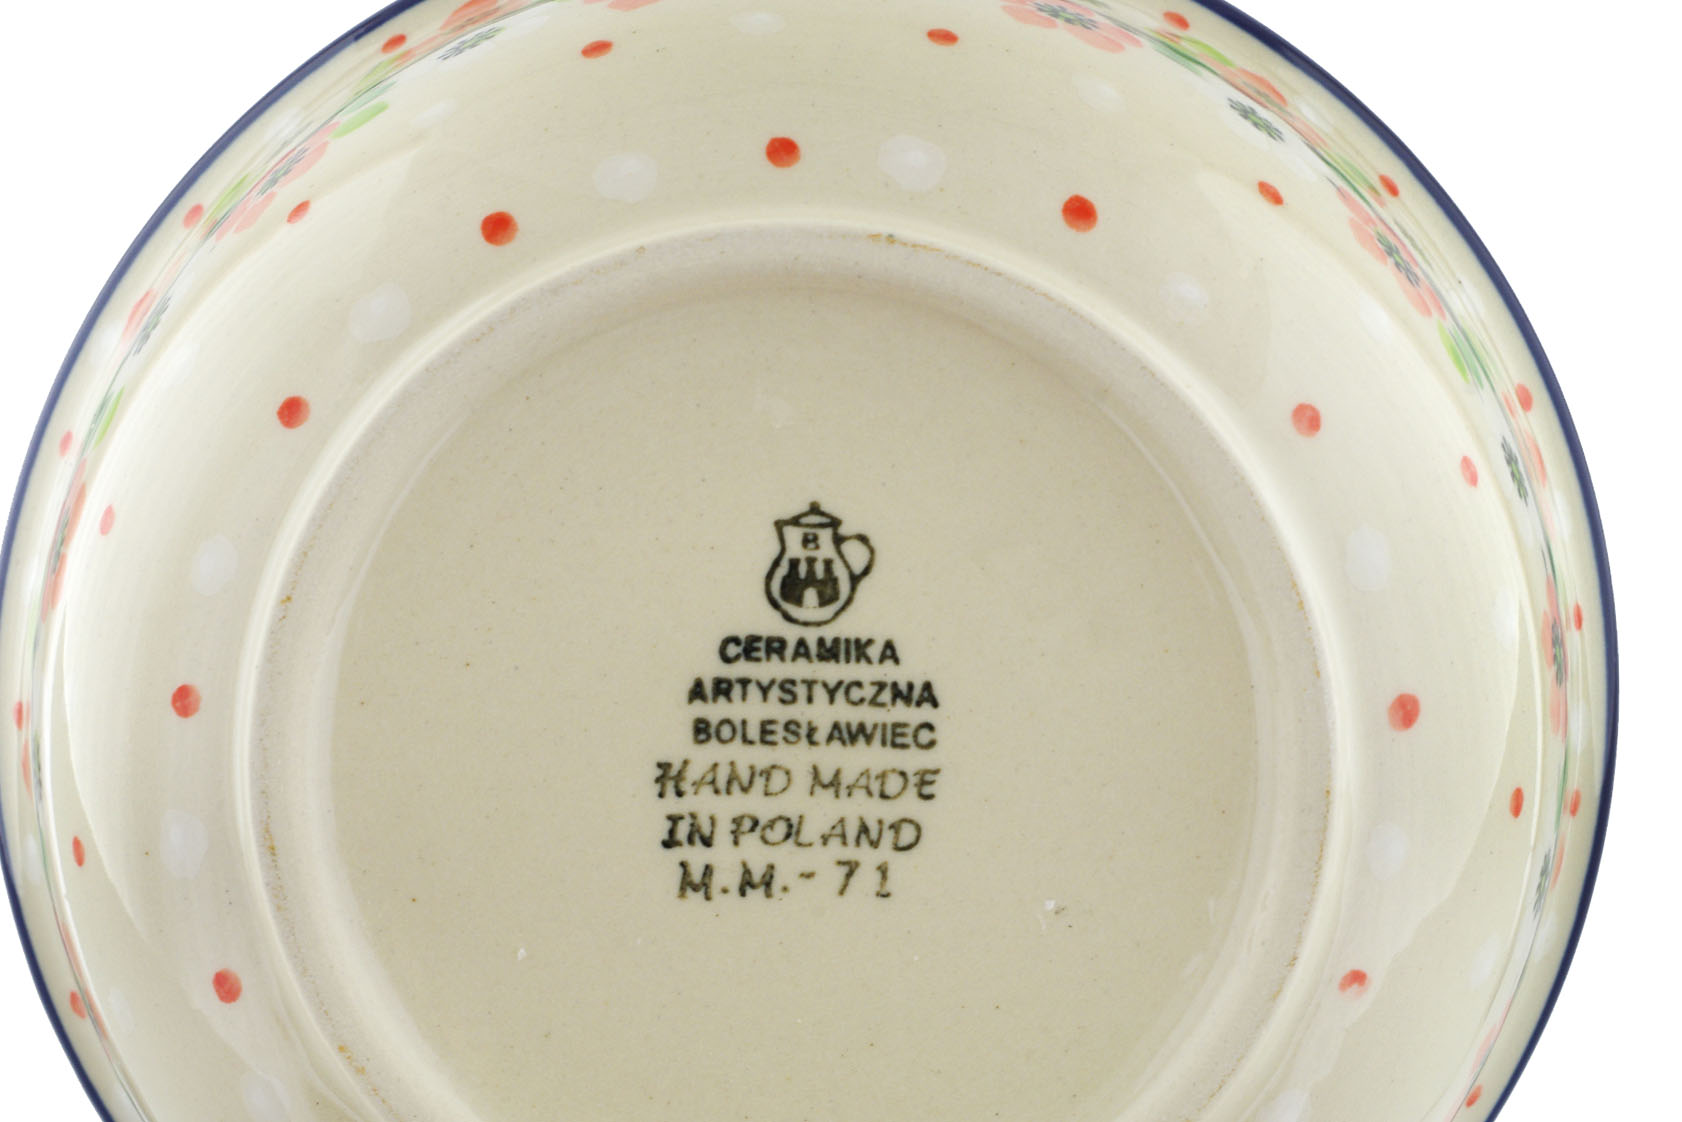 B
CERAMIKA
ARTYSTYCZNA
BOLESŁAWIEC
HAND MADE
IN POLAND
M.M.-71